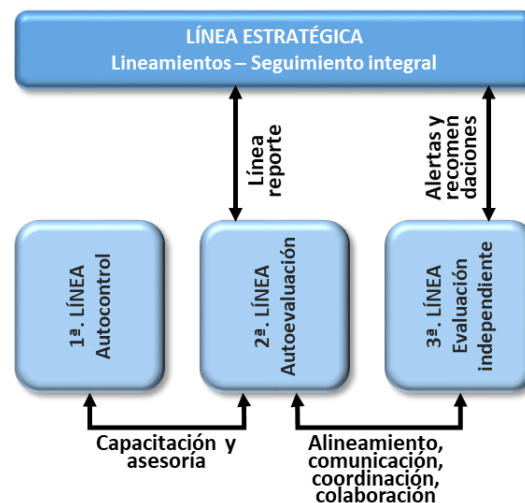 LÍNEA ESTRATÉGICA
Lineamientos – Seguimiento integral
Línea
reporte
Alertas y
recomen
daciones
1ª. LÍNEA
Autocontrol
2ª. LÍNEA
Autoevaluación
3ª. LÍNEA
Evaluación
independiente
Capacitación y
asesoría
Alineamiento,
comunicación,
coordinación,
colaboración